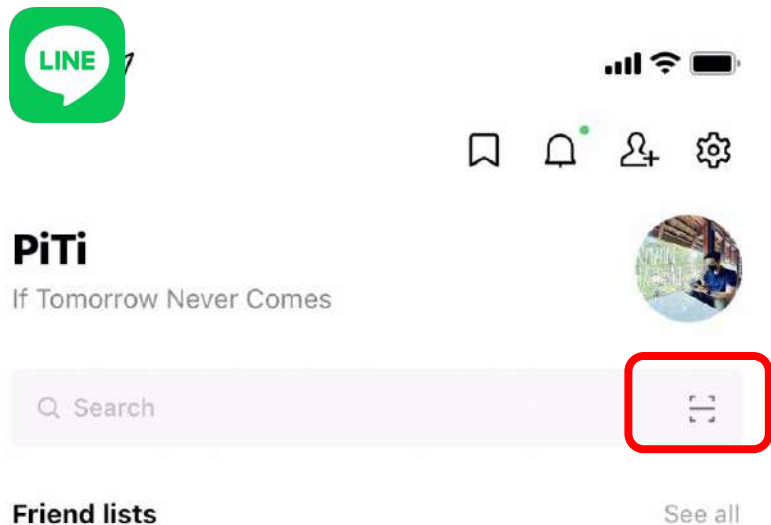 LINE
PiTi
If Tomorrow Never Comes
Search
Friend lists
See all